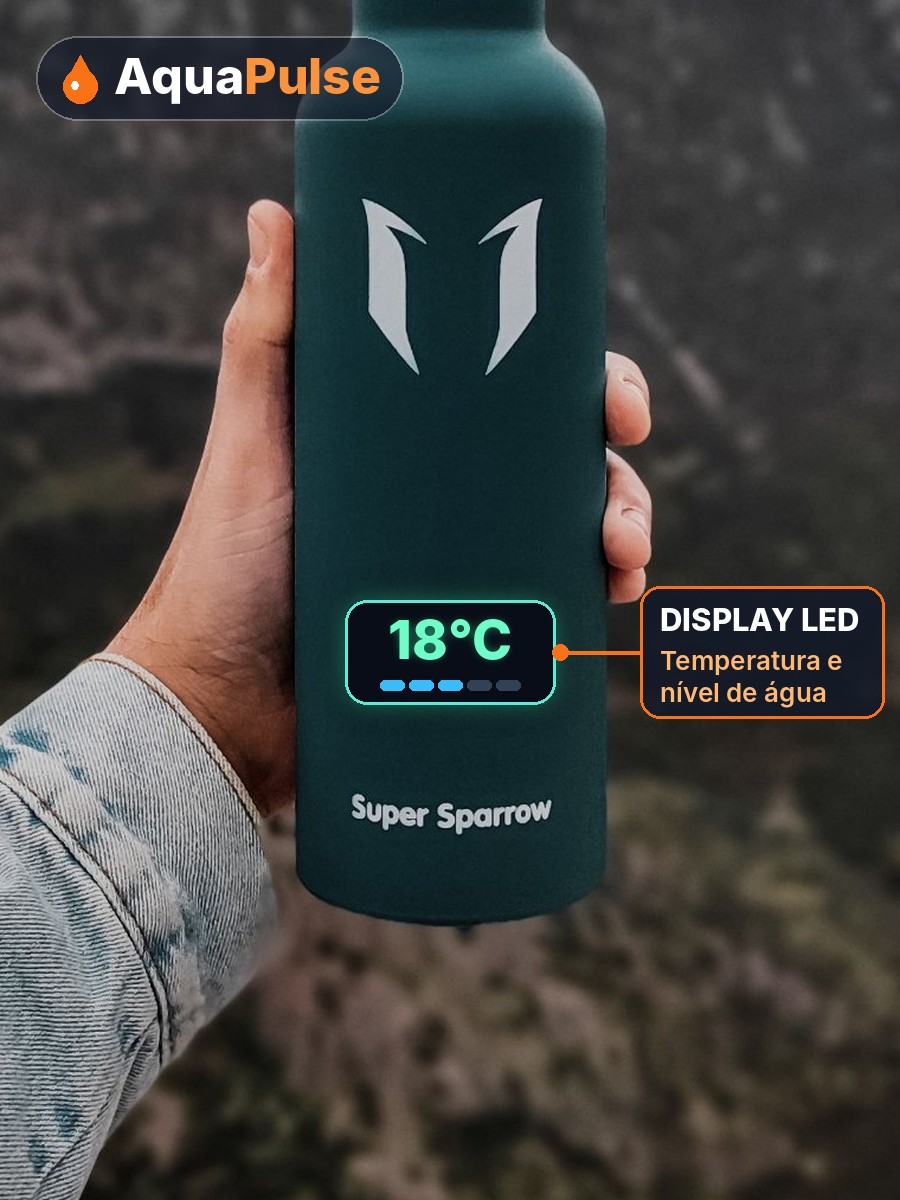 AquaPulse
18°C
DISPLAY LED
Temperatura e
nível de água
Super Sparrow